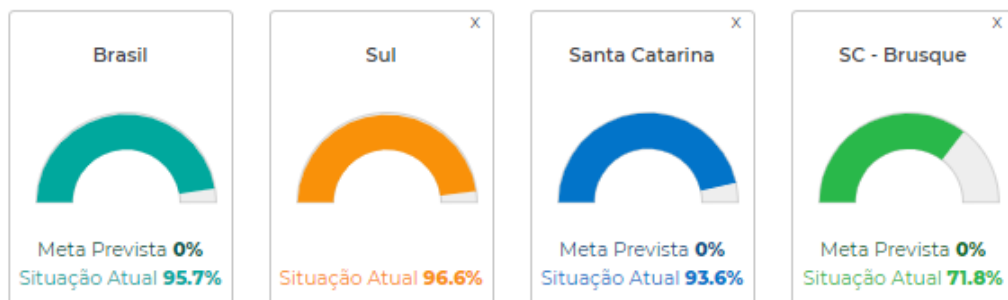 X
X
X
Brasil
Sul
Santa Catarina
SC - Brusque
Meta Prevista 0%
Meta Prevista 0%
Meta Prevista 0%
Situação Atual 95.7%
Situação Atual 96.6%
Situação Atual 93.6%
Situação Atual 71.8%